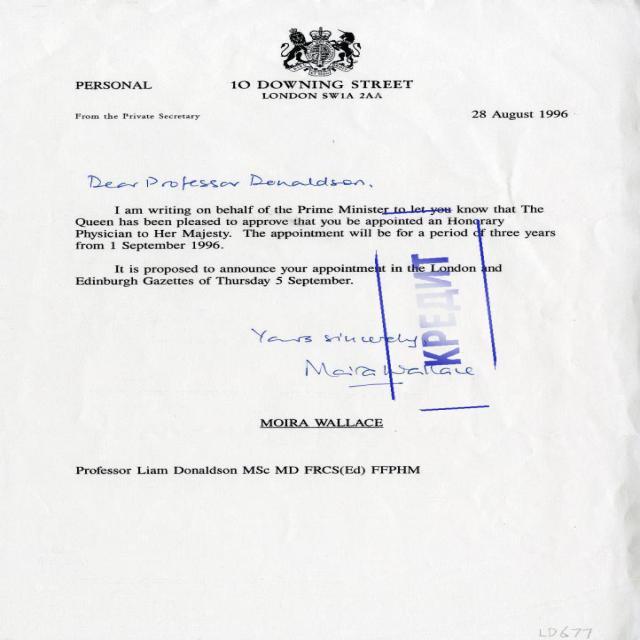 PERSONAL
10 DOWNING STREET
LONDON SW1A 2AA
From the Private Secretary
28 August 1996
Dear Professor Donaldson,
I am writing on behalf of the Prime Minister to let you know that The
Queen has been pleased to approve that you be appointed an Honorary
Physician to Her Majesty. The appointment will be for a period of three years
from 1 September 1996.
It is proposed to announce your appointment in the London and
Edinburgh Gazettes of Thursday 5 September.
КРЕДИТ
Yours sincerely
Moira Wallace
MOIRA WALLACE
Professor Liam Donaldson MSc MD FRCS(Ed) FFPHM
LD677